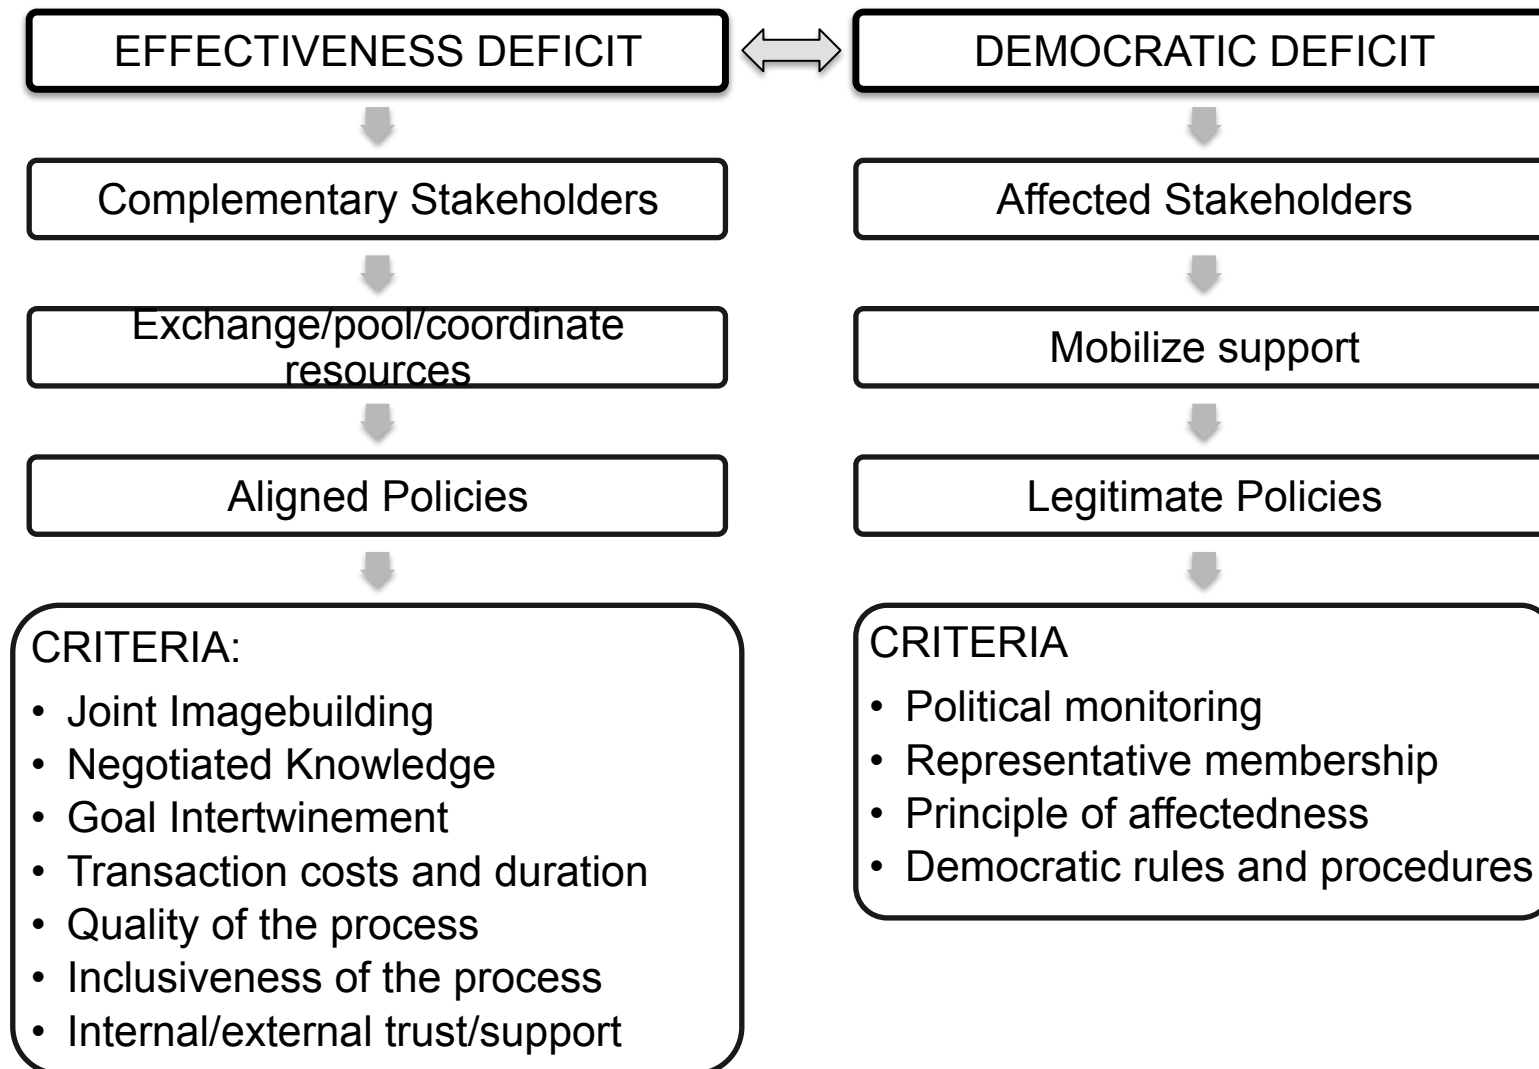 EFFECTIVENESS DEFICIT
Complementary Stakeholders
Exchange/pool/coordinate
resources
Aligned Policies
CRITERIA:
• Joint Imagebuilding
• Negotiated Knowledge
• Goal Intertwinement
• Transaction costs and duration
• Quality of the process
• Inclusiveness of the process
• Internal/external trust/support
DEMOCRATIC DEFICIT
Affected Stakeholders
Mobilize support
Legitimate Policies
CRITERIA
• Political monitoring
• Representative membership
• Principle of affectedness
• Democratic rules and procedures